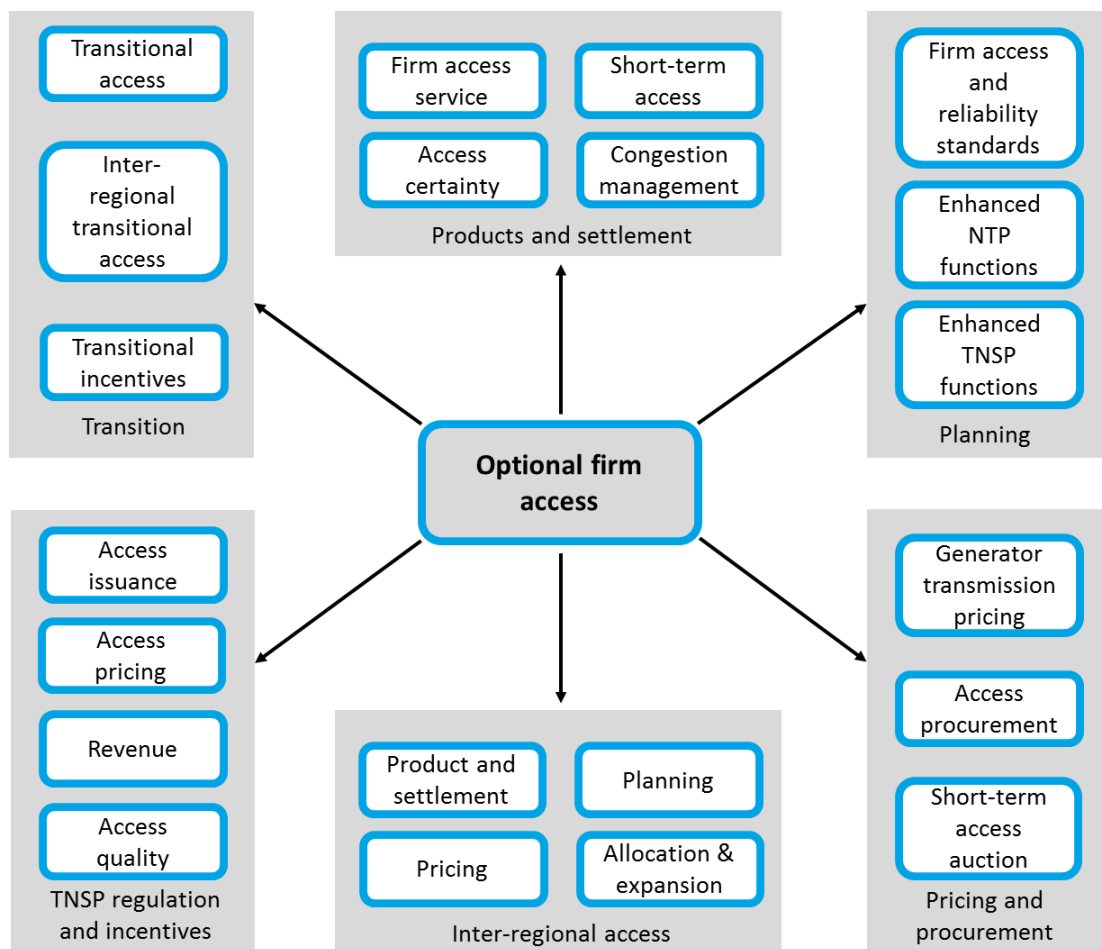 Transitional
access
Inter-
regional
transitional
access
Transitional
incentives
Transition
Firm access
service
Short-term
access
Access
certainty
Congestion
management
Products and settlement
Firm access
and
reliability
standards
Enhanced
NTP
functions
Enhanced
TNSP
functions
Planning
Optional firm
access
Access
issuance
Access
pricing
Revenue
Access
quality
TNSP regulation
and incentives
Product and
settlement
Planning
Pricing
Allocation &
expansion
Inter-regional access
Generator
transmission
pricing
Access
procurement
Short-term
access
auction
Pricing and
procurement